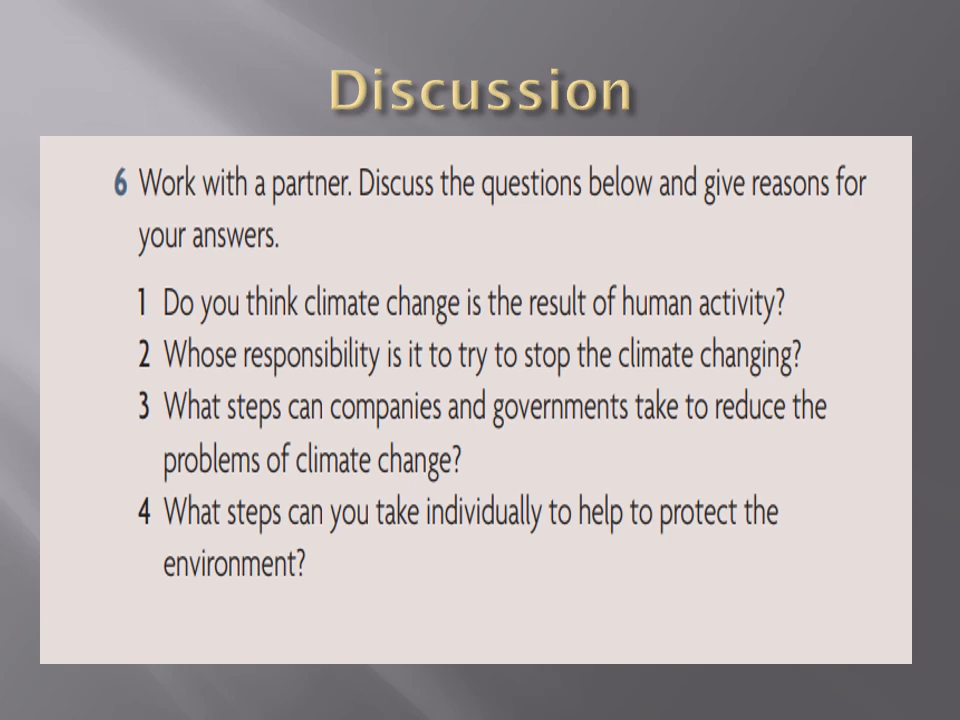 Discussion
6 Work with a partner. Discuss the questions below and give reasons for
your answers.
1 Do you think climate change is the result of human activity?
2 Whose responsibility is it to try to stop the climate changing?
3 What steps can companies and governments take to reduce the
problems of climate change?
4 What steps can you take individually to help to protect the
environment?